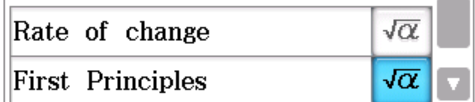 Rate of change √α
First Principles √α